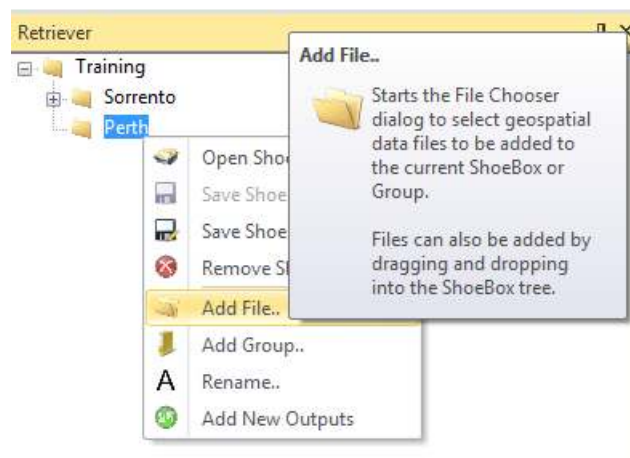 Retriever
Training
Sorrento
Perth
Open Shoe
Save Shoe
Save Shoe
Remove Sh
Add File..
Add Group..
A Rename..
Add New Outputs
Add File..
Starts the File Chooser
dialog to select geospatial
data files to be added to
the current ShoeBox or
Group.
Files can also be added by
dragging and dropping
into the ShoeBox tree.